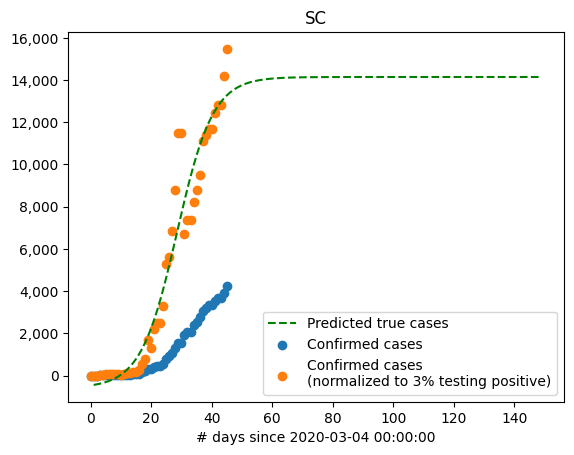 SC
16,000
14,000
12,000
10,000
8,000
6,000
4,000
2,000
0
Predicted true cases
Confirmed cases
Confirmed cases
(normalized to 3% testing positive)
0 20 40 60 80 100 120 140
# days since 2020-03-04 00:00:00